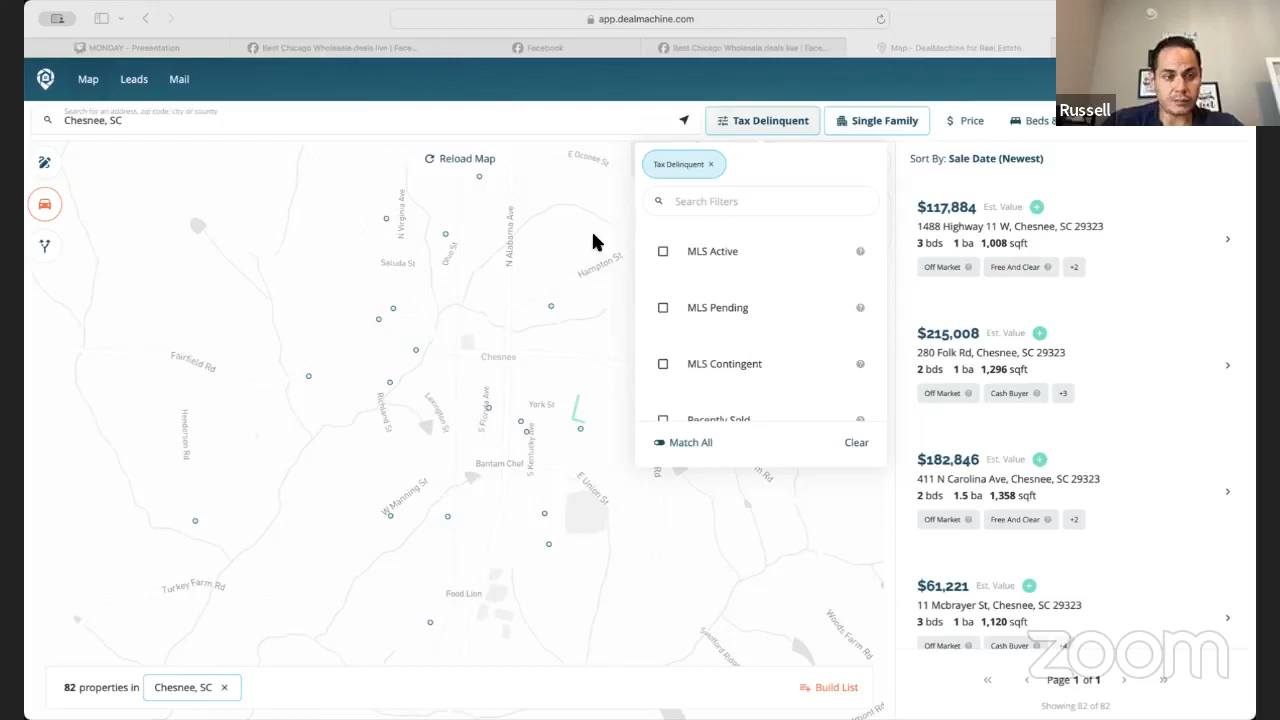 app.dealmachine.com
MONDAY - Presentation
Best Chicago Wholesale deals live | Face...
Facebook
Best Chicago Wholesale deals live | Face...
Map - DealMachine for Real Estate.
Map
Leads
Mail
Russell
Search for an address, zip code, city or county
Chesnee, SC
Tax Delinquent
Single Family
$ Price
Beds &
Reload Map
E Oconee St
N Virginia Ave
Ohio St
N Alabama Ave
Saluda St
Hampton St
Chesnee
Fairfield Rd
Richland St
Lexington St
S Florida Ave
York St
Henderson Rd
S Kentucky Ave
Bantam Chef
E Union St
W Manning St
Rd
m Rd
Turkey Farm Rd
Food Lion
Woods Farm Rd
82 properties in
Chesnee, SC ×
Build List
Tax Delinquent ×
Search Filters
MLS Active
MLS Pending
MLS Contingent
Recently Sold
Match All
Clear
Sort By: Sale Date (Newest)
$117,884 Est. Value
1488 Highway 11 W, Chesnee, SC 29323
3 bds 1 ba 1,008 sqft
Off Market Free And Clear +2
$215,008 Est. Value
280 Folk Rd, Chesnee, SC 29323
2 bds 1 ba 1,296 sqft
Off Market Cash Buyer +3
$182,846 Est. Value
411 N Carolina Ave, Chesnee, SC 29323
2 bds 1.5 ba 1,358 sqft
Off Market Free And Clear +2
$61,221 Est. Value
11 Mcbrayer St, Chesnee, SC 29323
3 bds 1 ba 1,120 sqft
Off Market Cash Buyer +4
zoom
Page 1 of 1
Showing 82 of 82